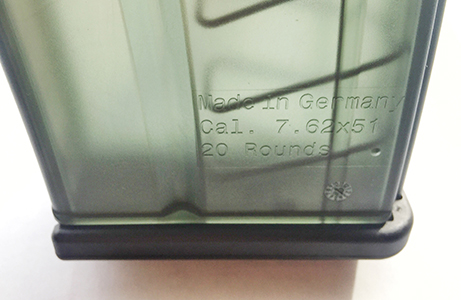 Made in Germany
Cal. 7.62x51
20 Rounds